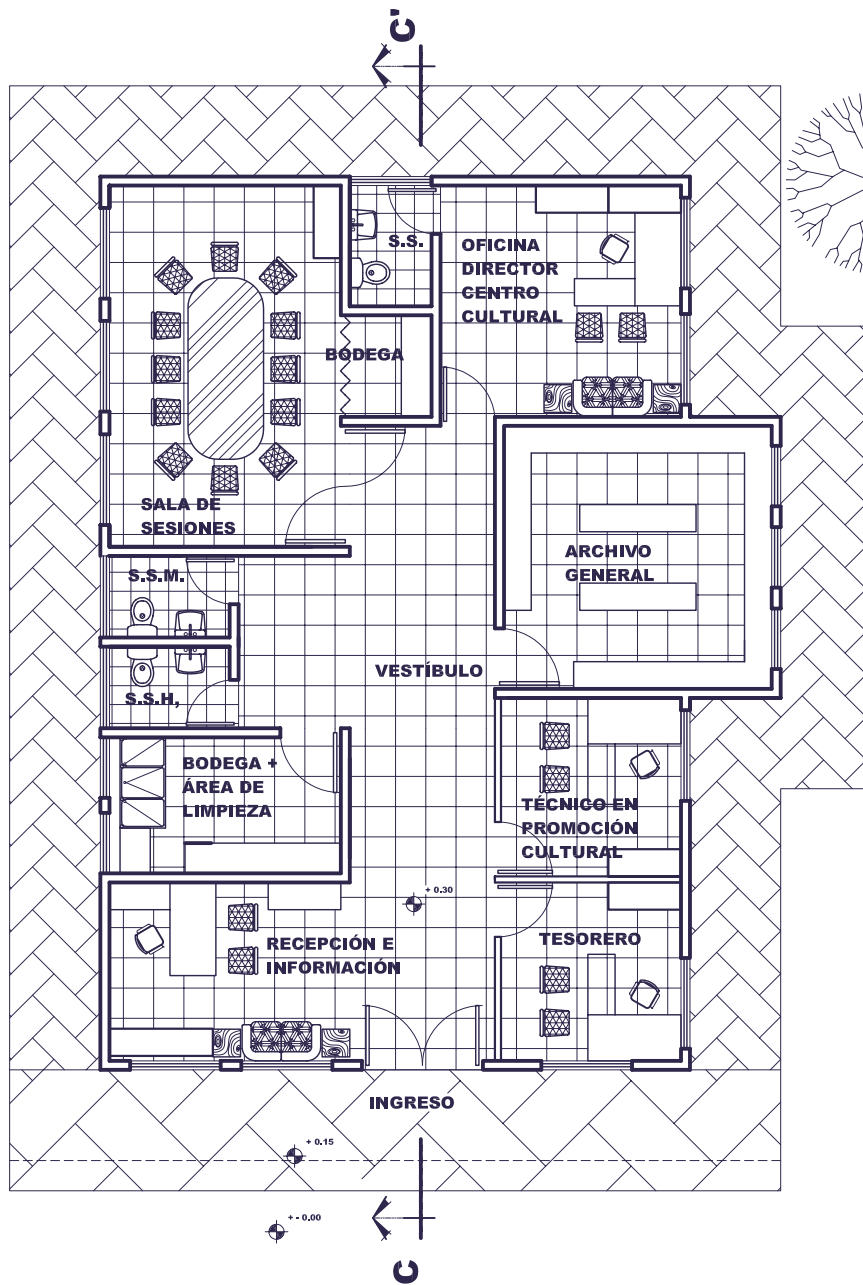 C'
S.S.
OFICINA
DIRECTOR
CENTRO
CULTURAL
BODEGA
SALA DE
SESIONES
ARCHIVO
GENERAL
S.S.M.
VESTÍBULO
S.S.H,
BODEGA +
ÁREA DE
LIMPIEZA
TÉCNICO EN
PROMOCIÓN
CULTURAL
+ 0.30
RECEPCIÓN E
INFORMACIÓN
TESORERO
INGRESO
+ 0.15
+ - 0.00
C